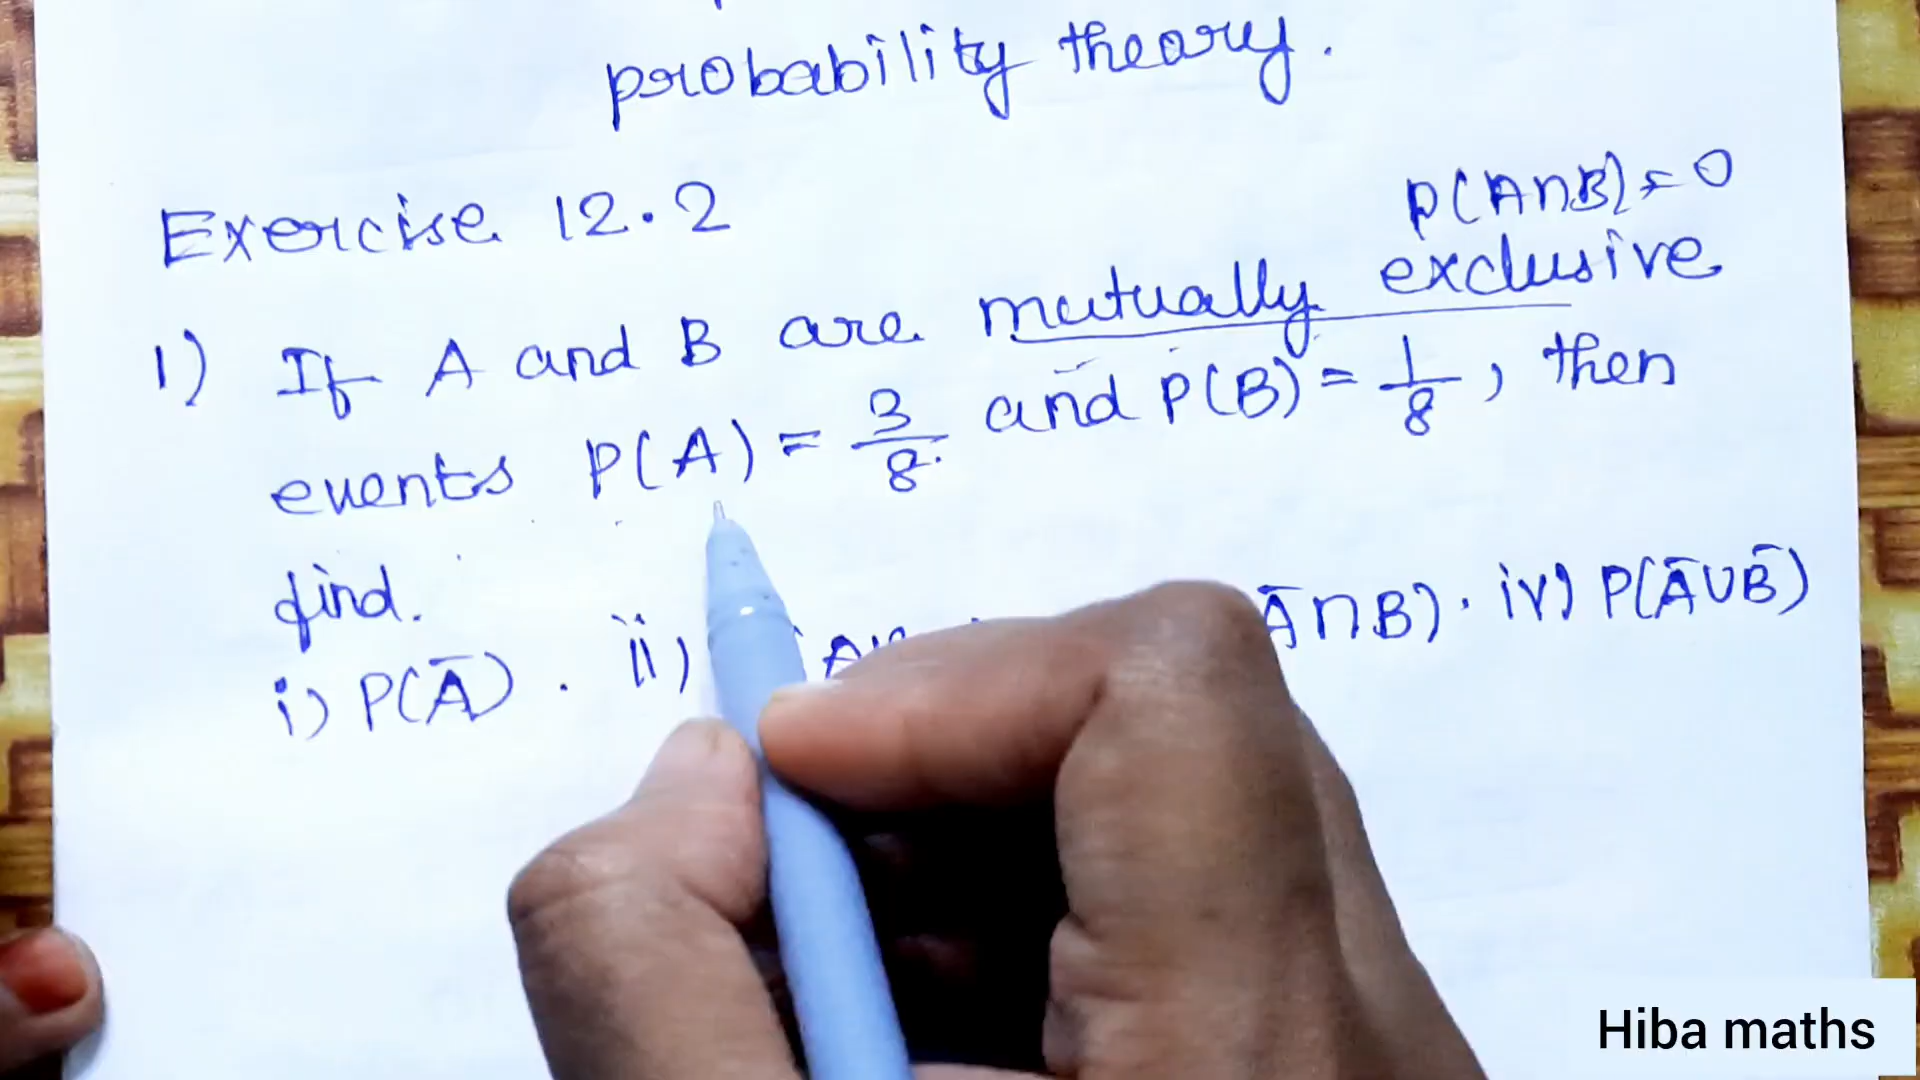 probability theory.
Exercise 12.2
P(A∩B)=0
1) If A and B are mutually exclusive
events P(A) = 3/8 and P(B) = 1/8, then
find.
i) P(Ā). ii) Ā∩B). iv) P(Ā∪B̄)
Hiba maths